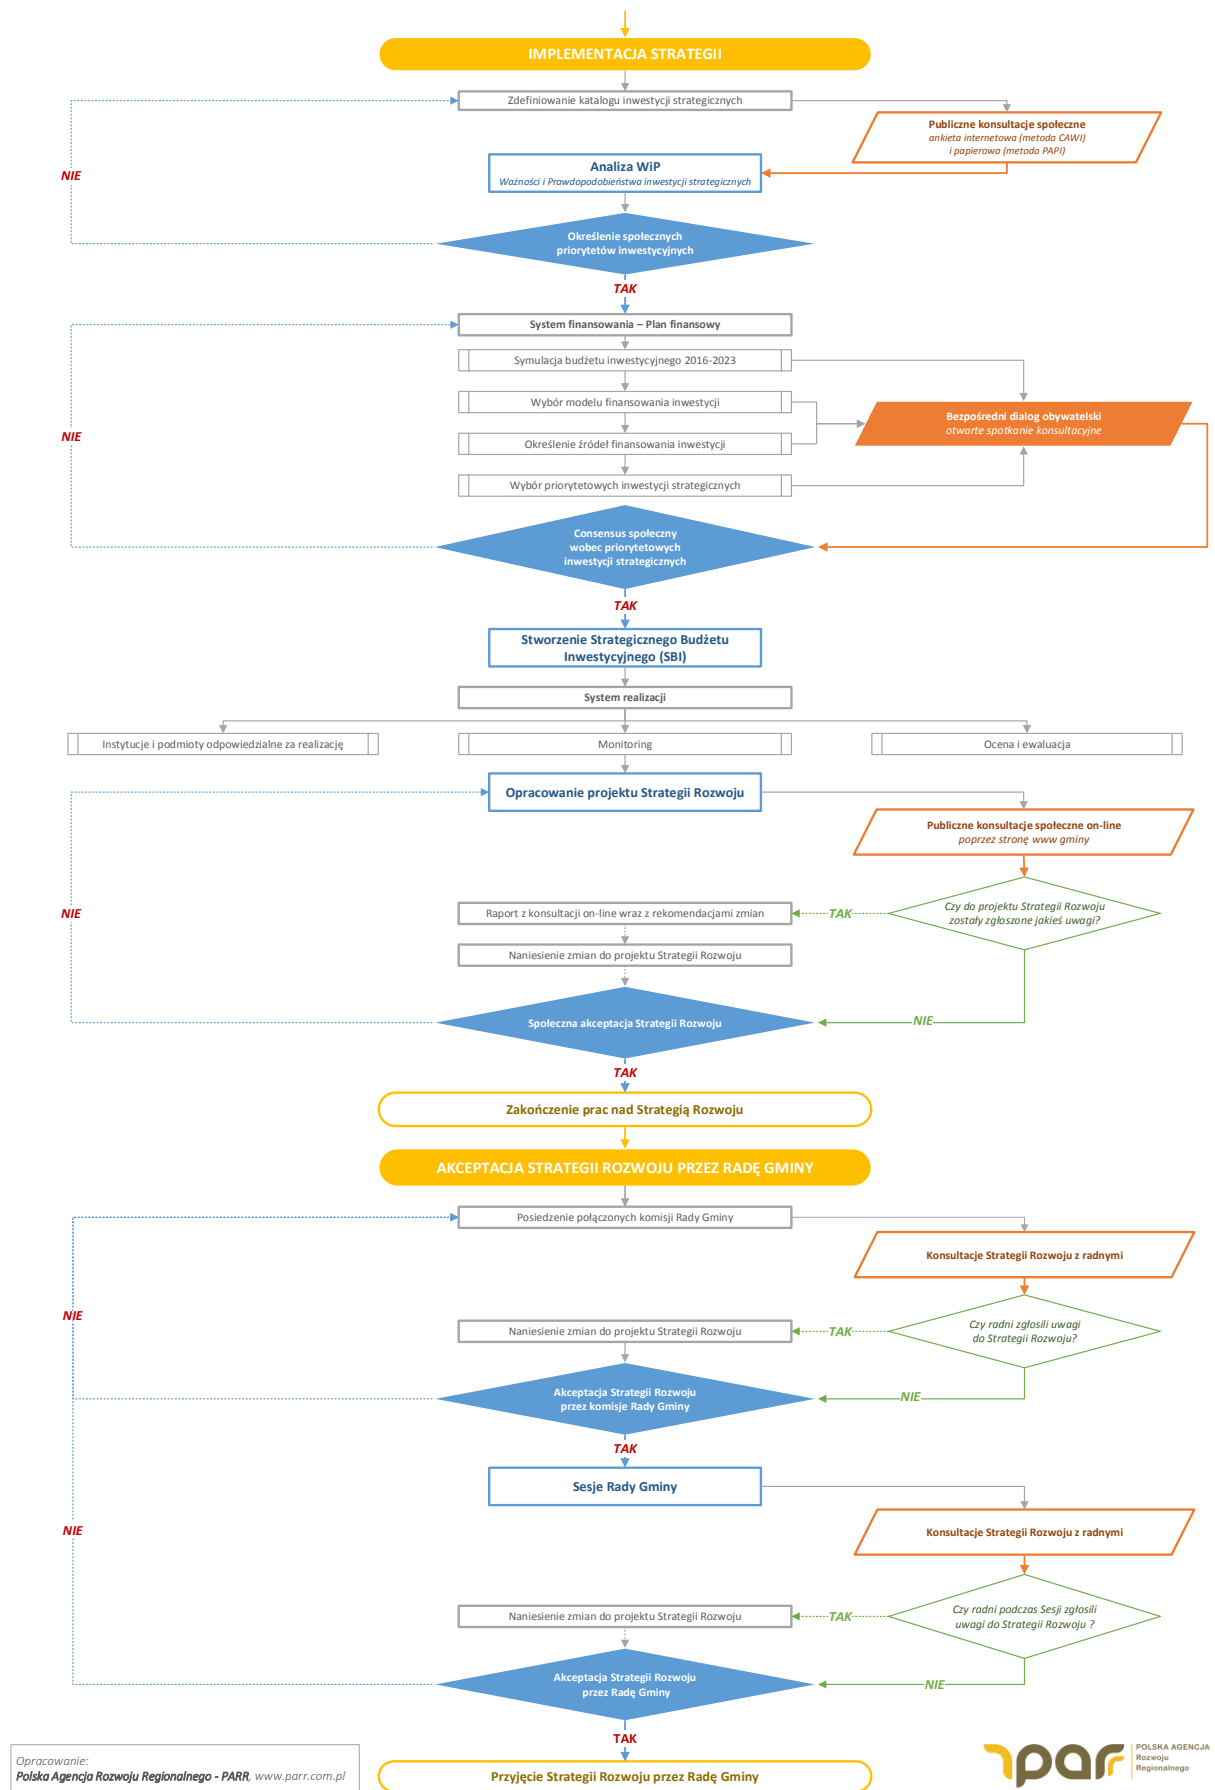 IMPLEMENTACJA STRATEGII
Zdefiniowanie katalogu inwestycji strategicznych
Publiczne konsultacje społeczne
ankieta internetowa (metoda CAWI)
i papierowa (metoda PAPI)
Analiza WiP
Ważności i Prawdopodobieństwa inwestycji strategicznych
NIE
Określenie społecznych
priorytetów inwestycyjnych
TAK
System finansowania – Plan finansowy
Symulacja budżetu inwestycyjnego 2016-2023
Wybór modelu finansowania inwestycji
Bezpośredni dialog obywatelski
otwarte spotkanie konsultacyjne
NIE
Określenie źródeł finansowania inwestycji
Wybór priorytetowych inwestycji strategicznych
Consensus społeczny
wobec priorytetowych
inwestycji strategicznych
TAK
Stworzenie Strategicznego Budżetu
Inwestycyjnego (SBI)
System realizacji
Instytucje i podmioty odpowiedzialne za realizację
Monitoring
Ocena i ewaluacja
Opracowanie projektu Strategii Rozwoju
Publiczne konsultacje społeczne on-line
poprzez stronę www gminy
NIE
Raport z konsultacji on-line wraz z rekomendacjami zmian
TAK
Czy do projektu Strategii Rozwoju
zostały zgłoszone jakieś uwagi?
Naniesienie zmian do projektu Strategii Rozwoju
Społeczna akceptacja Strategii Rozwoju
NIE
TAK
Zakończenie prac nad Strategią Rozwoju
AKCEPTACJA STRATEGII ROZWOJU PRZEZ RADĘ GMINY
Posiedzenie połączonych komisji Rady Gminy
Konsultacje Strategii Rozwoju z radnymi
NIE
Naniesienie zmian do projektu Strategii Rozwoju
TAK
Czy radni zgłosili uwagi
do Strategii Rozwoju?
Akceptacja Strategii Rozwoju
przez komisje Rady Gminy
NIE
TAK
Sesje Rady Gminy
NIE
Konsultacje Strategii Rozwoju z radnymi
Naniesienie zmian do projektu Strategii Rozwoju
TAK
Czy radni podczas Sesji zgłosili
uwagi do Strategii Rozwoju ?
Akceptacja Strategii Rozwoju
przez Radę Gminy
NIE
TAK
Przyjęcie Strategii Rozwoju przez Radę Gminy
Opracowanie:
Polska Agencja Rozwoju Regionalnego - PARR, www.parr.com.pl
parr
POLSKA AGENCJA
Rozwoju
Regionalnego